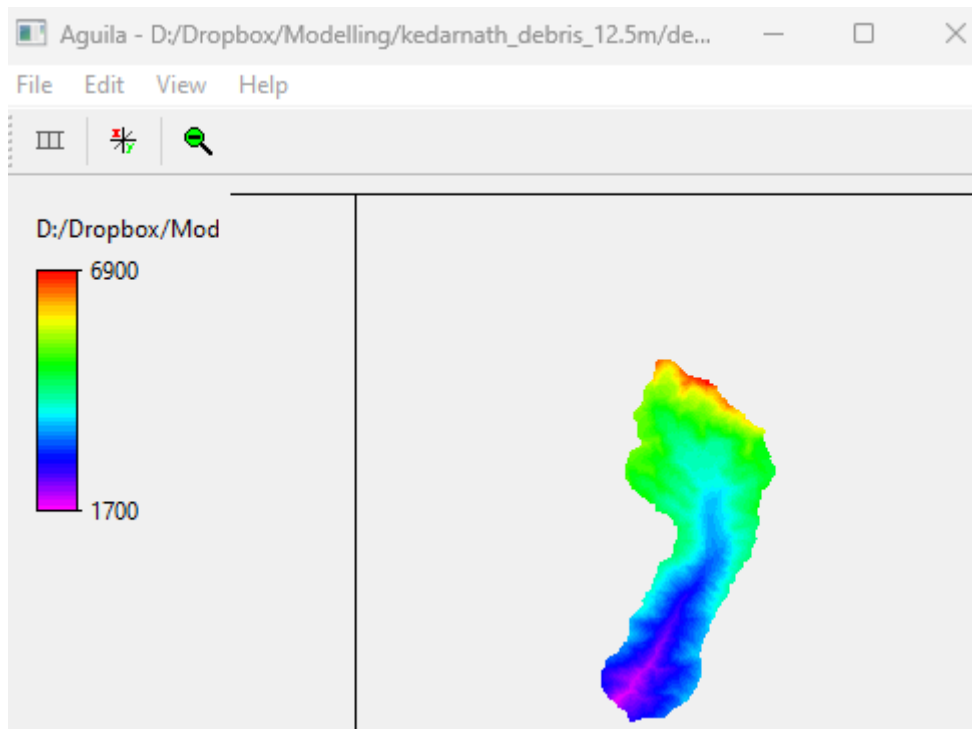 Aguila - D:/Dropbox/Modelling/kedarnath_debris_12.5m/de...
File Edit View Help
D:/Dropbox/Mod
6900
1700